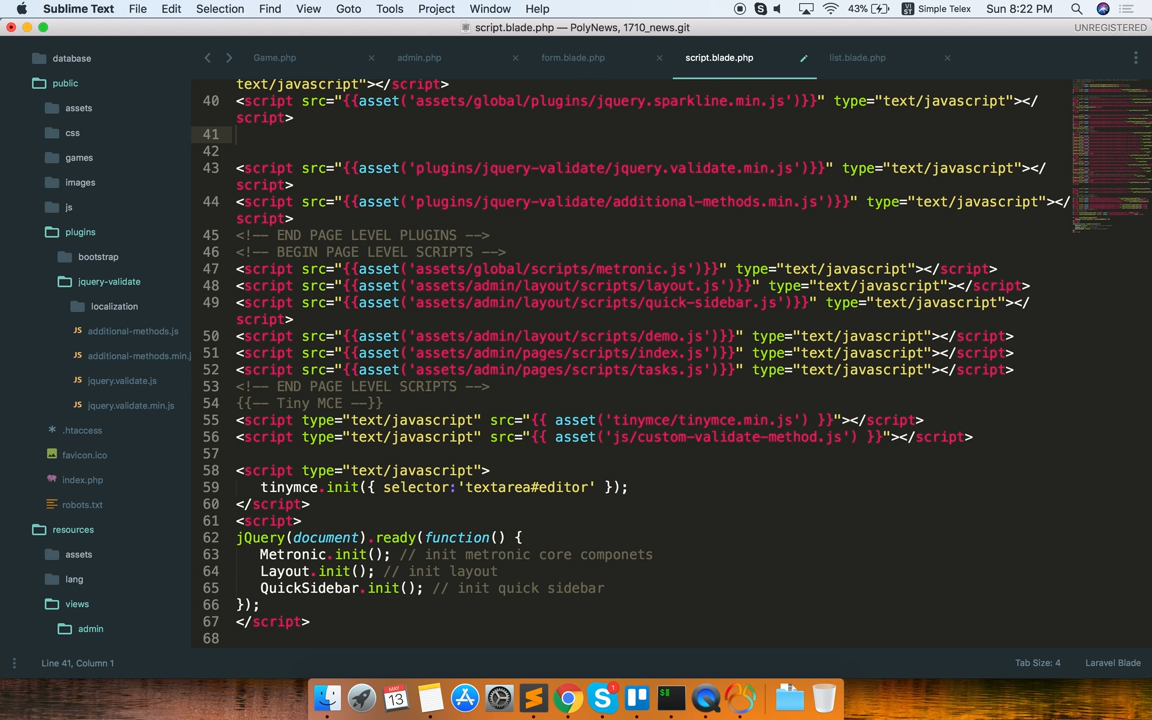 Sublime Text File Edit Selection Find View Goto Tools Project Window Help 43% Simple Telex Sun 8:22 PM
script.blade.php — PolyNews, 1710_news.git UNREGISTERED
database
public
assets
css
games
images
js
plugins
bootstrap
jquery-validate
localization
JS additional-methods.js
JS additional-methods.min.j
JS jquery.validate.js
JS jquery.validate.min.js
* .htaccess
favicon.ico
index.php
robots.txt
resources
assets
lang
views
admin
Game.php × admin.php × form.blade.php × script.blade.php list.blade.php ×
text/javascript"></script>
40 <script src="{{asset('assets/global/plugins/jquery.sparkline.min.js')}}" type="text/javascript"></
script>
41
42
43 <script src="{{asset('plugins/jquery-validate/jquery.validate.min.js')}}" type="text/javascript"></
script>
44 <script src="{{asset('plugins/jquery-validate/additional-methods.min.js')}}" type="text/javascript"></
script>
45 <!-- END PAGE LEVEL PLUGINS -->
46 <!-- BEGIN PAGE LEVEL SCRIPTS -->
47 <script src="{{asset('assets/global/scripts/metronic.js')}}" type="text/javascript"></script>
48 <script src="{{asset('assets/admin/layout/scripts/layout.js')}}" type="text/javascript"></script>
49 <script src="{{asset('assets/admin/layout/scripts/quick-sidebar.js')}}" type="text/javascript"></
script>
50 <script src="{{asset('assets/admin/layout/scripts/demo.js')}}" type="text/javascript"></script>
51 <script src="{{asset('assets/admin/pages/scripts/index.js')}}" type="text/javascript"></script>
52 <script src="{{asset('assets/admin/pages/scripts/tasks.js')}}" type="text/javascript"></script>
53 <!-- END PAGE LEVEL SCRIPTS -->
54 {{-- Tiny MCE --}}
55 <script type="text/javascript" src="{{ asset('tinymce/tinymce.min.js') }}"></script>
56 <script type="text/javascript" src="{{ asset('js/custom-validate-method.js') }}"></script>
57
58 <script type="text/javascript">
59 tinymce.init({ selector:'textarea#editor' });
60 </script>
61 <script>
62 jQuery(document).ready(function() {
63 Metronic.init(); // init metronic core componets
64 Layout.init(); // init layout
65 QuickSidebar.init(); // init quick sidebar
66 });
67 </script>
68
Line 41, Column 1 Tab Size: 4 Laravel Blade
MAY
13
1